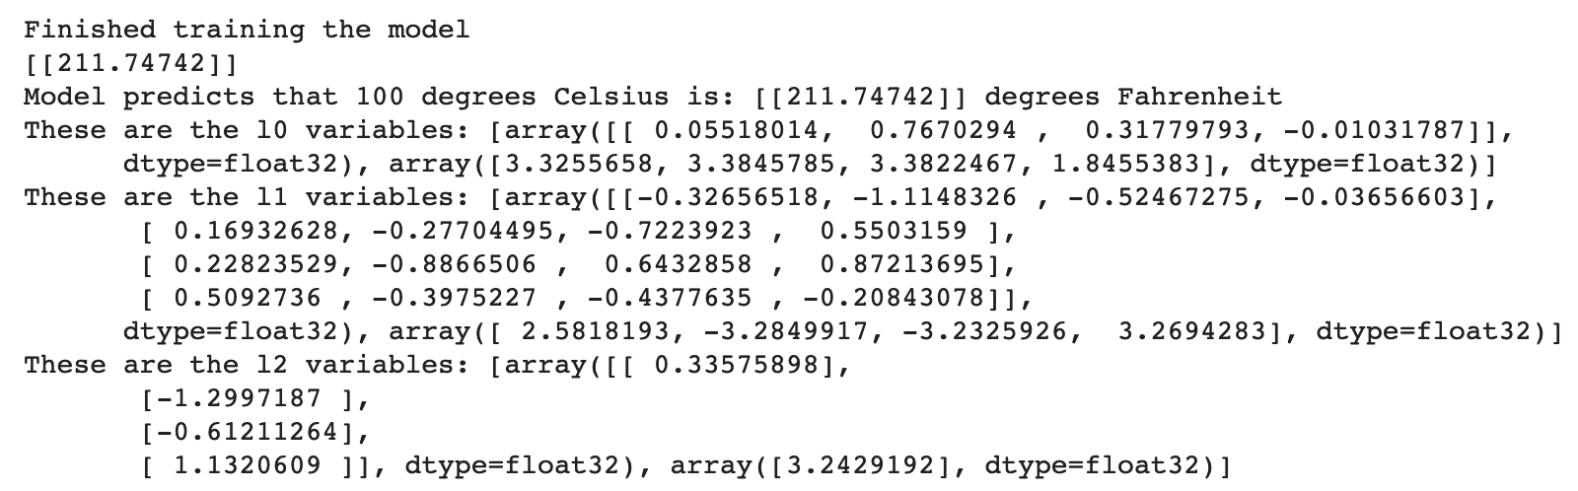 Finished training the model
[[211.74742]]
Model predicts that 100 degrees Celsius is: [[211.74742]] degrees Fahrenheit
These are the l0 variables: [array([[ 0.05518014,  0.7670294 ,  0.31779793, -0.01031787]],
      dtype=float32), array([3.3255658, 3.3845785, 3.3822467, 1.8455383], dtype=float32)]
These are the l1 variables: [array([[-0.32656518, -1.1148326 , -0.52467275, -0.03656603],
       [ 0.16932628, -0.27704495, -0.7223923 ,  0.5503159 ],
       [ 0.22823529, -0.8866506 ,  0.6432858 ,  0.87213695],
       [ 0.5092736 , -0.3975227 , -0.4377635 , -0.20843078]],
      dtype=float32), array([ 2.5818193, -3.2849917, -3.2325926,  3.2694283], dtype=float32)]
These are the l2 variables: [array([[ 0.33575898],
       [-1.2997187 ],
       [-0.61211264],
       [ 1.1320609 ]], dtype=float32), array([3.2429192], dtype=float32)]